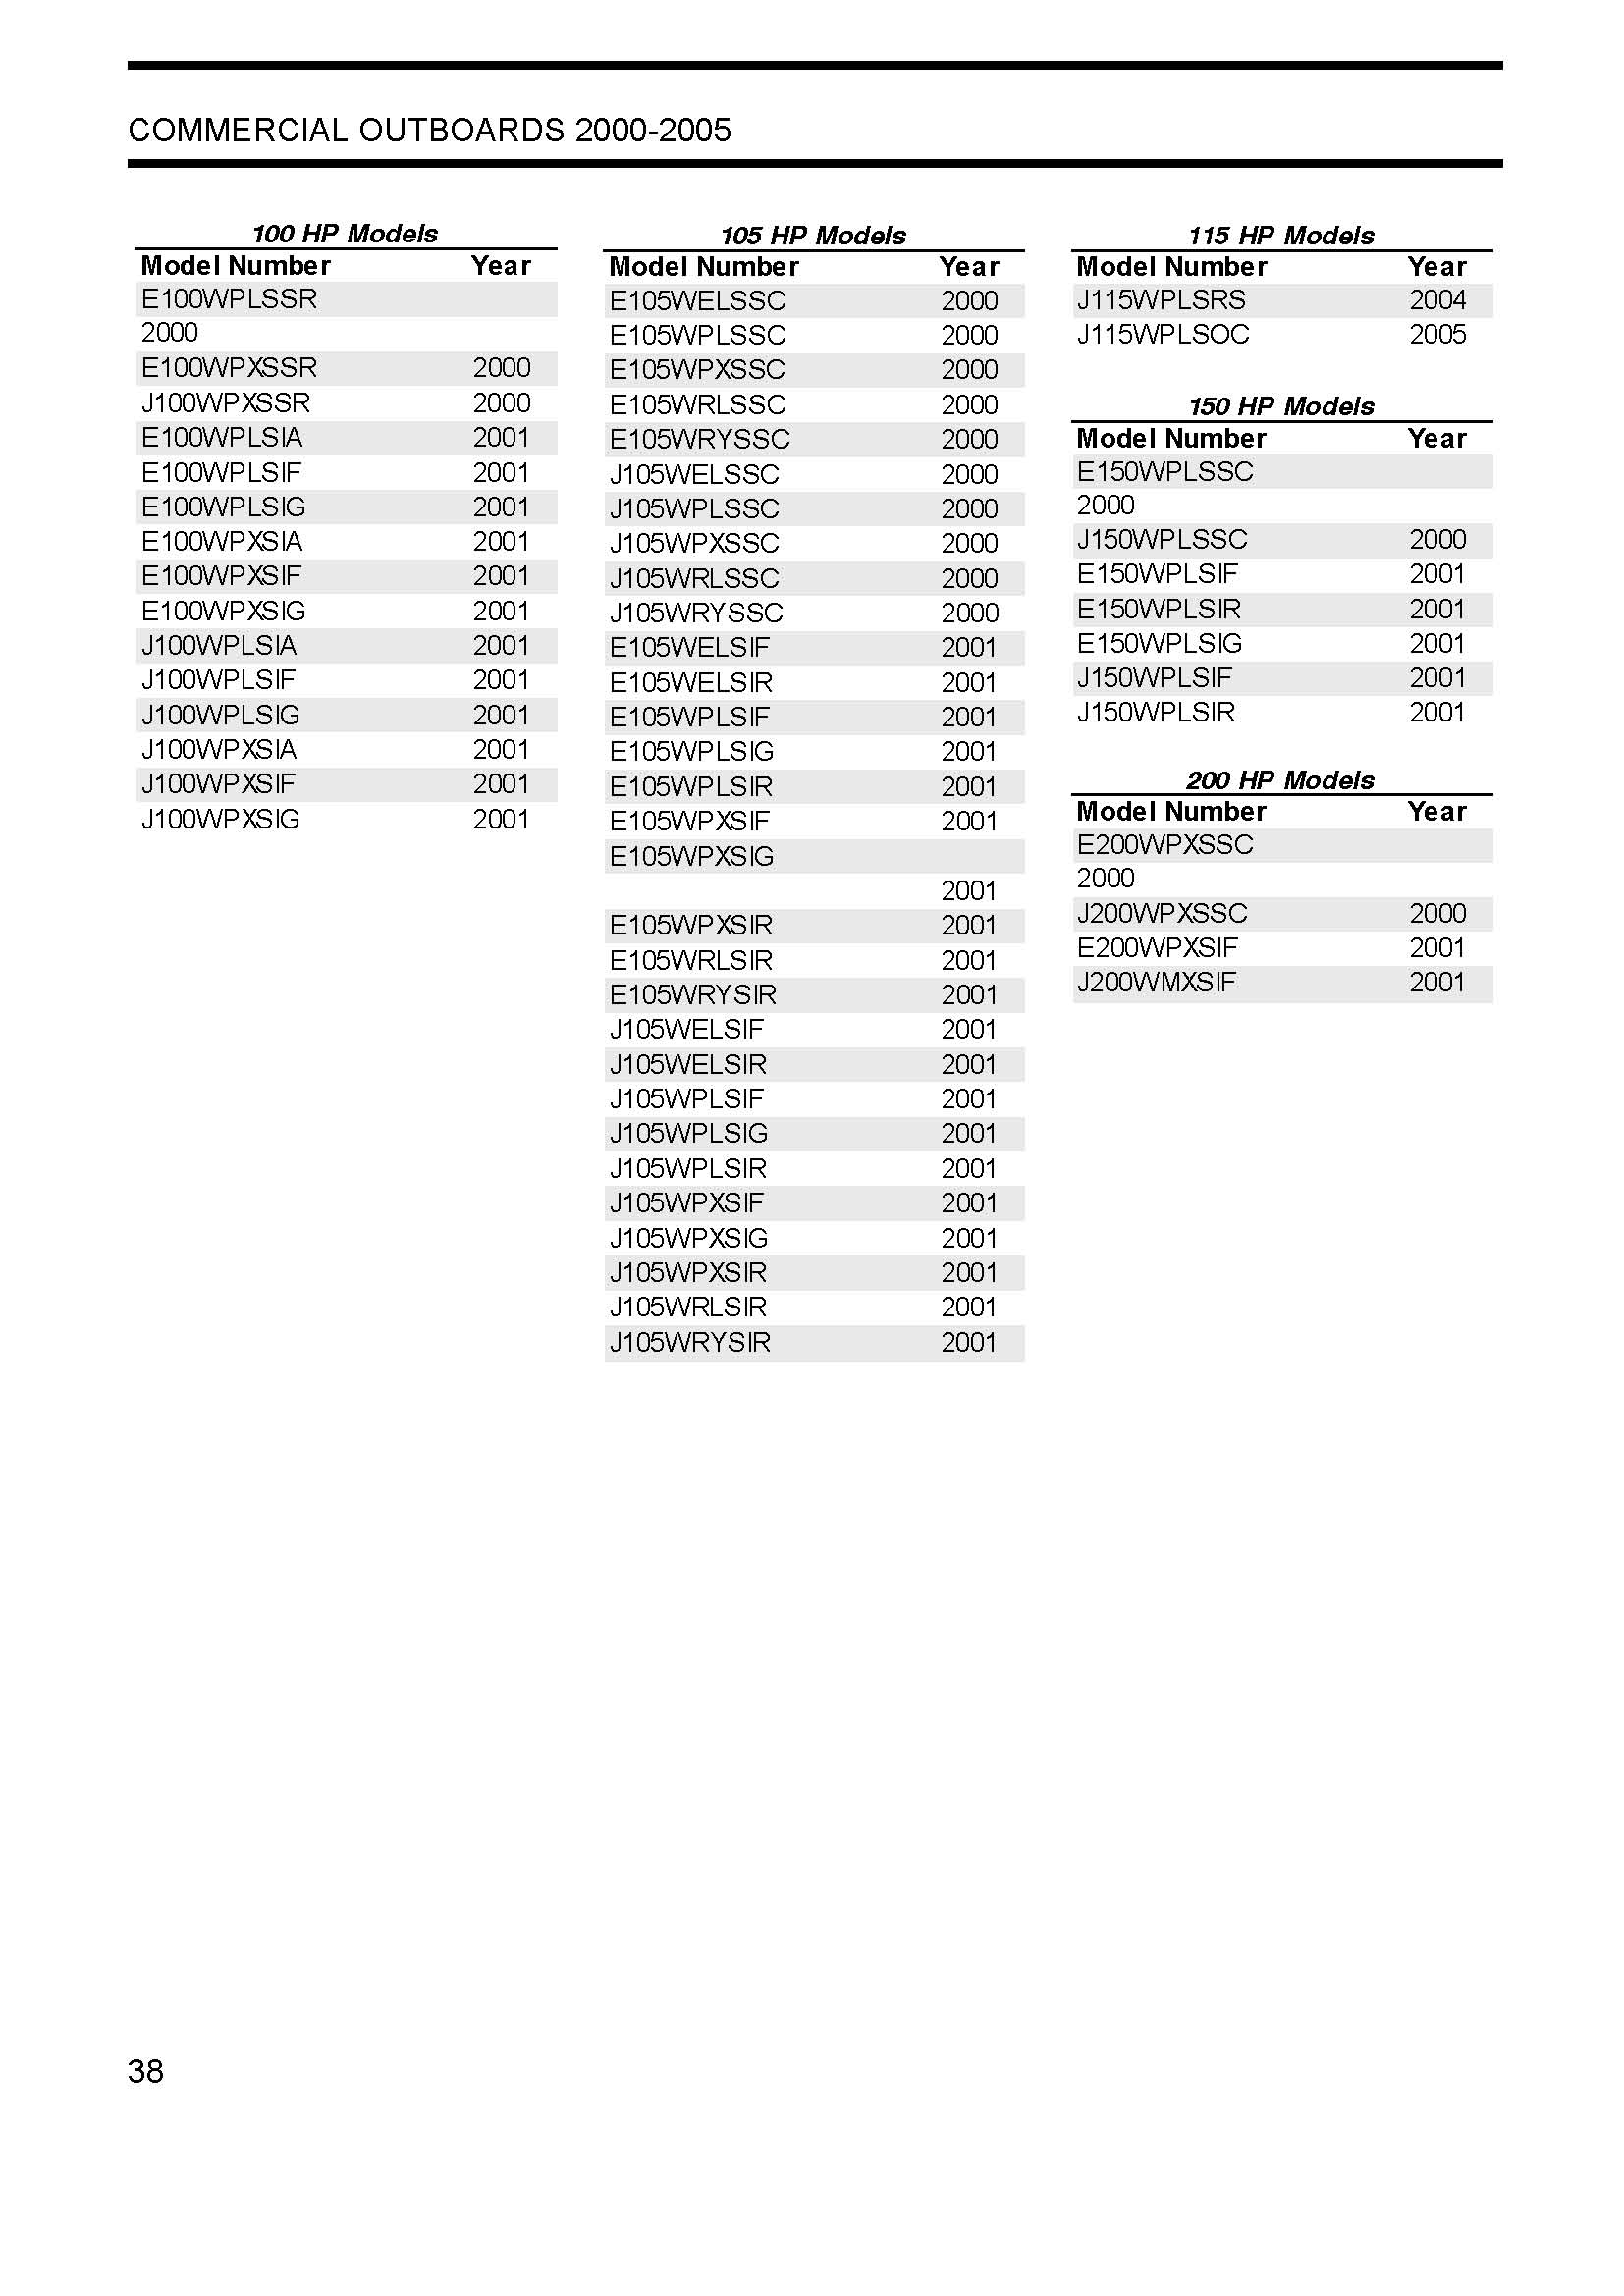 COMMERCIAL OUTBOARDS 2000-2005
100 HP Models
Model Number Year
E100WPLSSR
2000
E100WPXSSR 2000
J100WPXSSR 2000
E100WPLSIA 2001
E100WPLSIF 2001
E100WPLSIG 2001
E100WPXSIA 2001
E100WPXSIF 2001
E100WPXSIG 2001
J100WPLSIA 2001
J100WPLSIF 2001
J100WPLSIG 2001
J100WPXSIA 2001
J100WPXSIF 2001
J100WPXSIG 2001
105 HP Models
Model Number Year
E105WELSSC 2000
E105WPLSSC 2000
E105WPXSSC 2000
E105WRLSSC 2000
E105WRYSSC 2000
J105WELSSC 2000
J105WPLSSC 2000
J105WPXSSC 2000
J105WRLSSC 2000
J105WRYSSC 2000
E105WELSIF 2001
E105WELSIR 2001
E105WPLSIF 2001
E105WPLSIG 2001
E105WPLSIR 2001
E105WPXSIF 2001
E105WPXSIG
2001
E105WPXSIR 2001
E105WRLSIR 2001
E105WRYSIR 2001
J105WELSIF 2001
J105WELSIR 2001
J105WPLSIF 2001
J105WPLSIG 2001
J105WPLSIR 2001
J105WPXSIF 2001
J105WPXSIG 2001
J105WPXSIR 2001
J105WRLSIR 2001
J105WRYSIR 2001
115 HP Models
Model Number Year
J115WPLSRS 2004
J115WPLSOC 2005
150 HP Models
Model Number Year
E150WPLSSC
2000
J150WPLSSC 2000
E150WPLSIF 2001
E150WPLSIR 2001
E150WPLSIG 2001
J150WPLSIF 2001
J150WPLSIR 2001
200 HP Models
Model Number Year
E200WPXSSC
2000
J200WPXSSC 2000
E200WPXSIF 2001
J200WMXSIF 2001
38